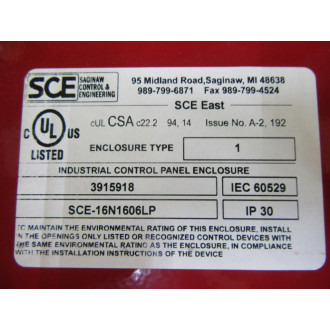 SCE
SAGINAW
CONTROL &
ENGINEERING
95 Midland Road,Saginaw, MI 48638
989-799-6871 Fax 989-799-4524
SCE East
cUL CSA c22.2 94, 14 Issue No. A-2, 192
c UL US
LISTED
ENCLOSURE TYPE 1
INDUSTRIAL CONTROL PANEL ENCLOSURE
3915918 IEC 60529
SCE-16N1606LP IP 30
TO MAINTAIN THE ENVIRONMENTAL RATING OF THIS ENCLOSURE, INSTALL
IN THE OPENINGS ONLY LISTED OR RECOGNIZED CONTROL DEVICES WITH
THE SAME ENVIRONMENTAL RATING AS THE ENCLOSURE, IN COMPLIANCE
WITH THE INSTALLATION INSTRUCTIONS OF THE DEVICE